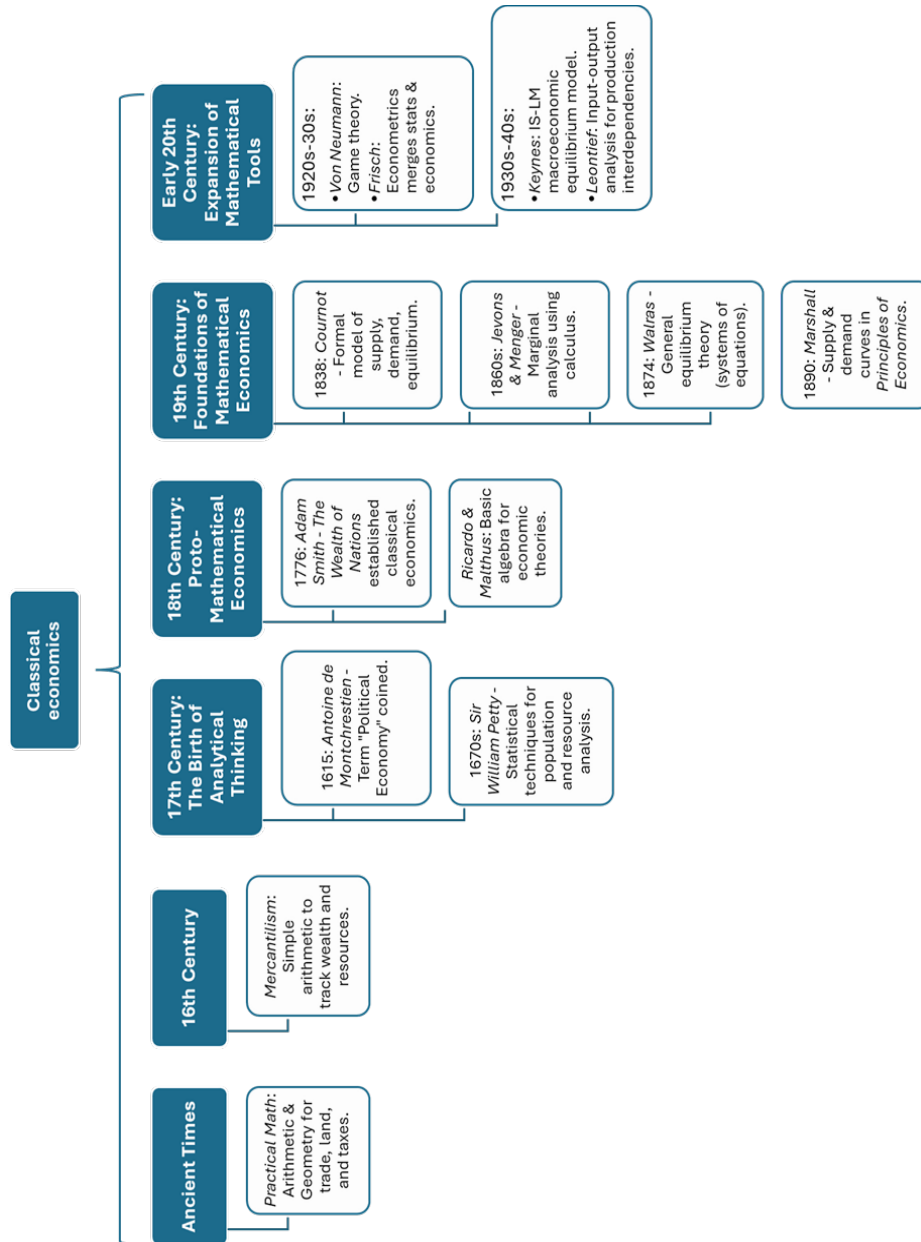 Classical
economics
Ancient Times
Practical Math:
Arithmetic &
Geometry for
trade, land,
and taxes.
16th Century
Mercantilism:
Simple
arithmetic to
track wealth and
resources.
17th Century:
The Birth of
Analytical
Thinking
1615: Antoine de
Montchrestien -
Term "Political
Economy" coined.
1670s: Sir
William Petty -
Statistical
techniques for
population
and resource
analysis.
18th Century:
Proto-
Mathematical
Economics
1776: Adam
Smith - The
Wealth of
Nations
established
classical
economics.
Ricardo &
Malthus: Basic
algebra for
economic
theories.
19th Century:
Foundations of
Mathematical
Economics
1838: Cournot
- Formal
model of
supply,
demand,
equilibrium.
1860s: Jevons
& Menger -
Marginal
analysis using
calculus.
1874: Walras -
General
equilibrium
theory
(systems of
equations).
1890: Marshall
- Supply &
demand
curves in
Principles of
Economics.
Early 20th
Century:
Expansion of
Mathematical
Tools
1920s-30s:
• Von Neumann:
Game theory.
• Frisch:
Econometrics
merges stats &
economics.
1930s-40s:
• Keynes: IS-LM
macroeconomic
equilibrium model.
• Leontief: Input-output
analysis for production
interdependencies.